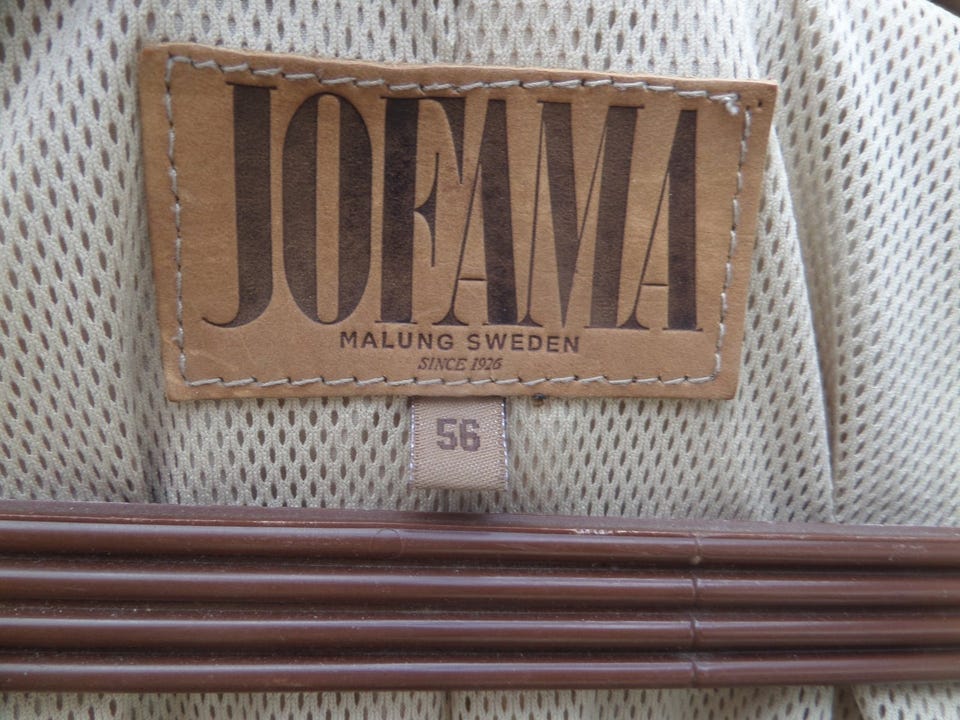 JOFAMA
MALUNG SWEDEN
SINCE 1926
56